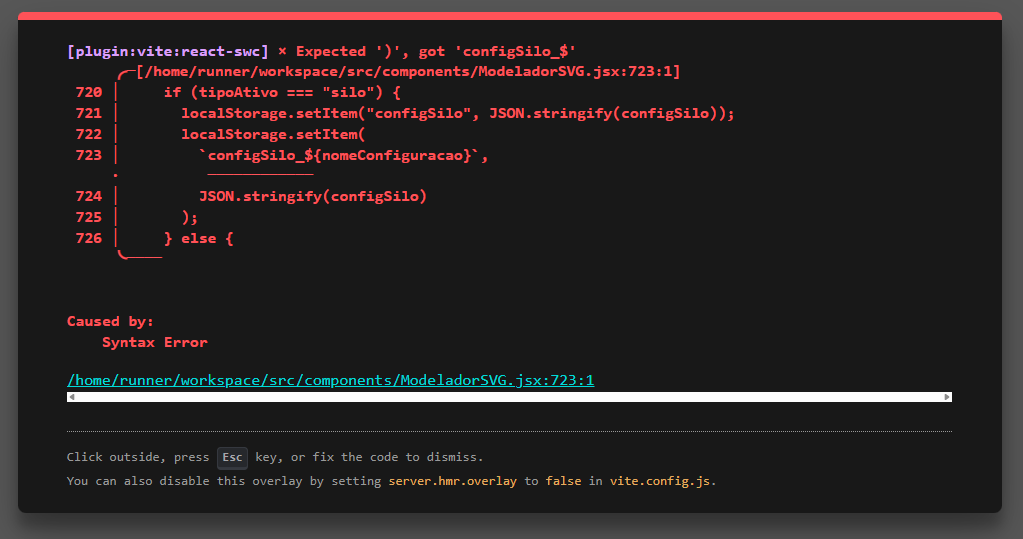 [plugin:vite:react-swc] × Expected ')', got 'configSilo_$'
╭─[/home/runner/workspace/src/components/ModeladorSVG.jsx:723:1]
720 │     if (tipoAtivo === "silo") {
721 │       localStorage.setItem("configSilo", JSON.stringify(configSilo));
722 │       localStorage.setItem(
723 │         `configSilo_${nomeConfiguracao}`,
724 │         JSON.stringify(configSilo)
725 │       );
726 │     } else {
Caused by:
Syntax Error
/home/runner/workspace/src/components/ModeladorSVG.jsx:723:1
Click outside, press Esc key, or fix the code to dismiss.
You can also disable this overlay by setting server.hmr.overlay to false in vite.config.js.